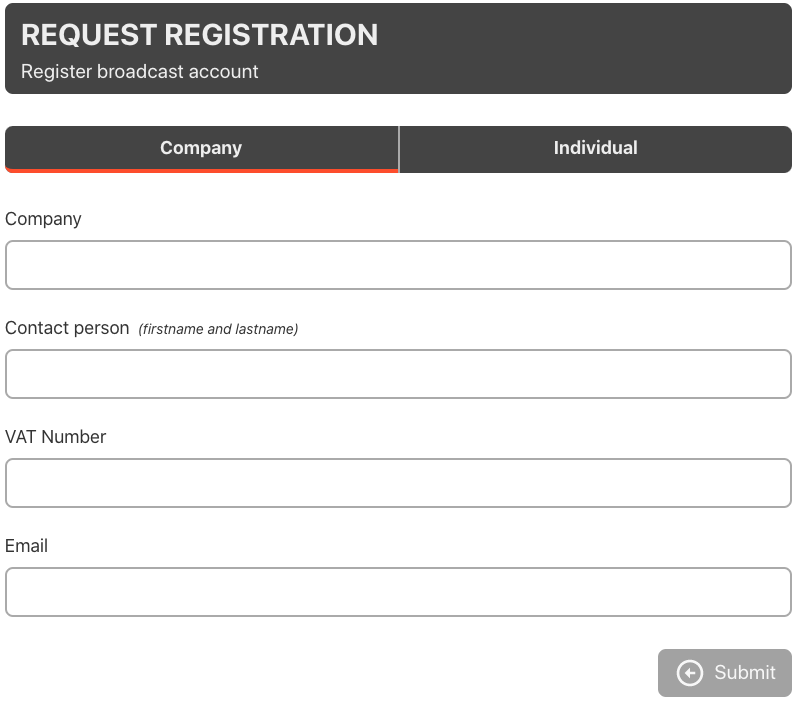 REQUEST REGISTRATION
Register broadcast account
Company
Individual
Company
Contact person (firstname and lastname)
VAT Number
Email
Submit